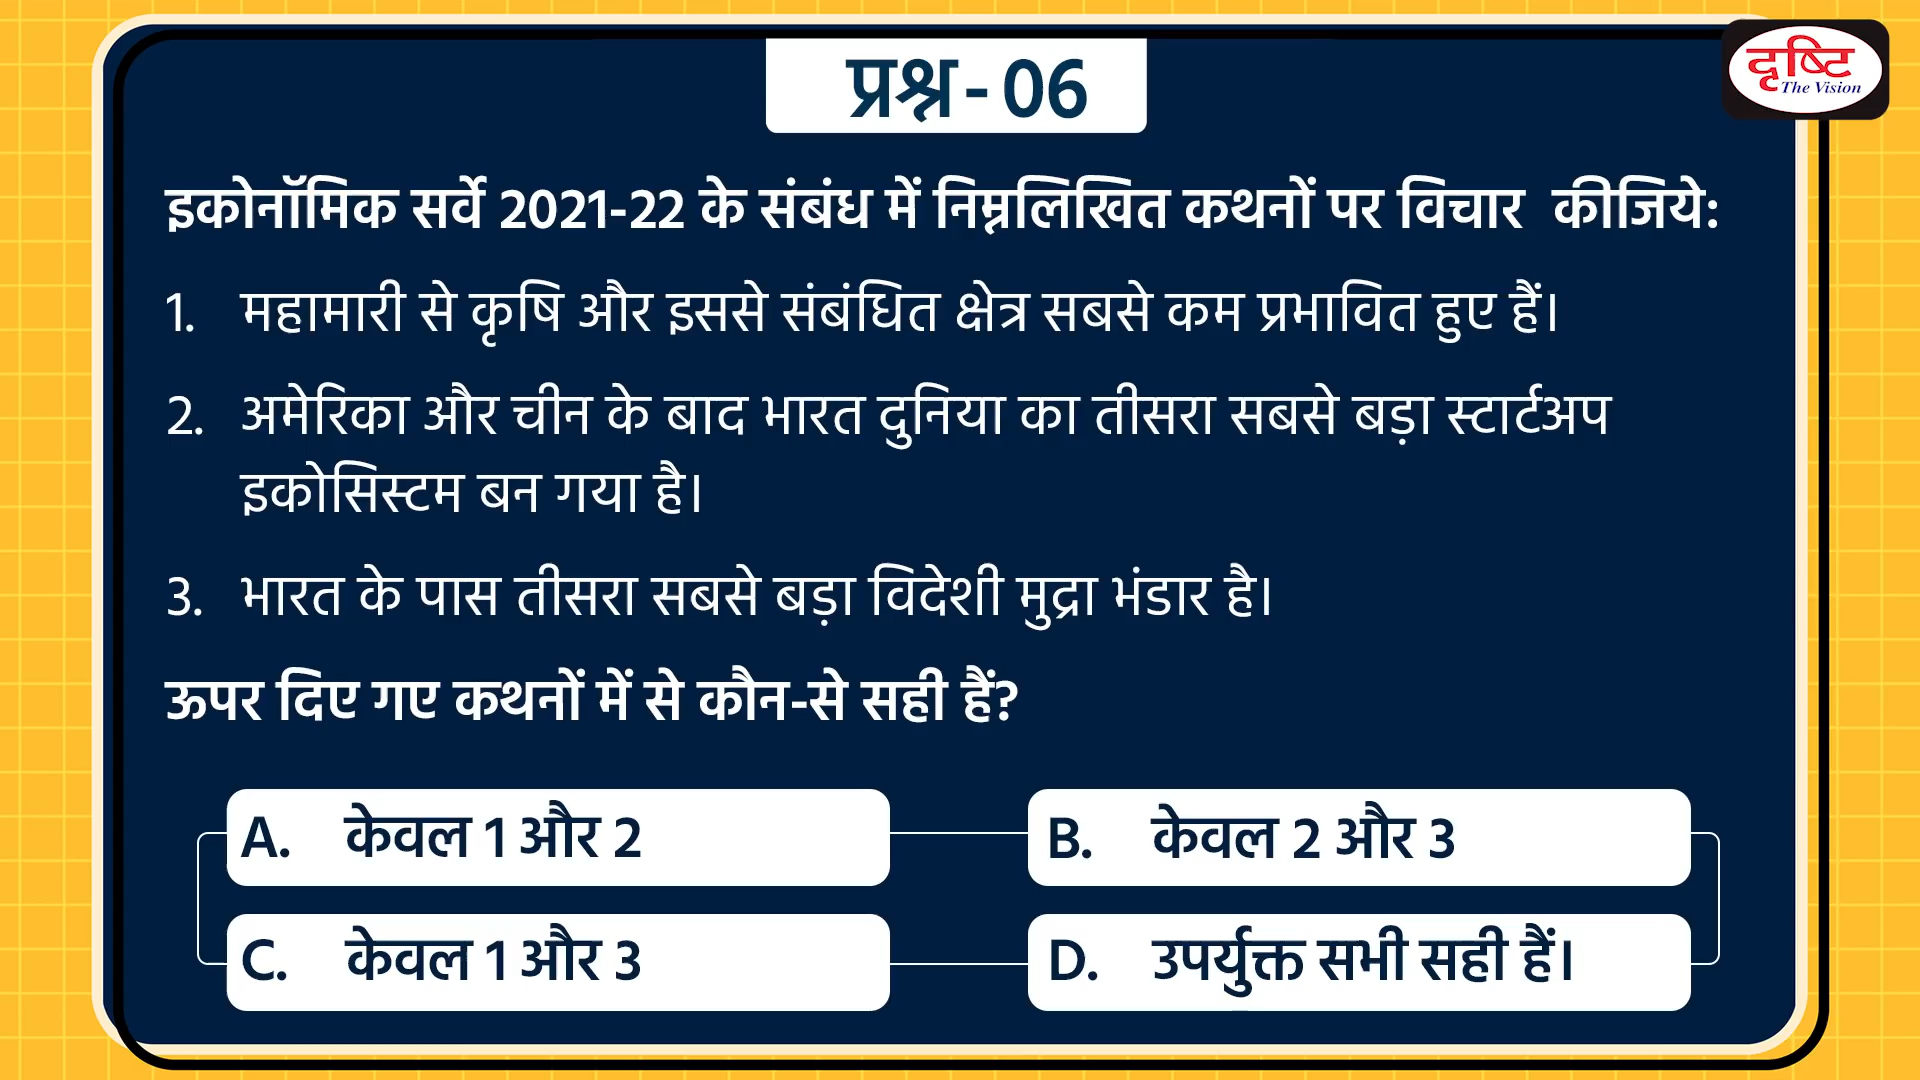 प्रश्न - 06
दृष्टि
The Vision
इकोनॉमिक सर्वे 2021-22 के संबंध में निम्नलिखित कथनों पर विचार कीजिये:
1. महामारी से कृषि और इससे संबंधित क्षेत्र सबसे कम प्रभावित हुए हैं।
2. अमेरिका और चीन के बाद भारत दुनिया का तीसरा सबसे बड़ा स्टार्टअप
इकोसिस्टम बन गया है।
3. भारत के पास तीसरा सबसे बड़ा विदेशी मुद्रा भंडार है।
ऊपर दिए गए कथनों में से कौन-से सही हैं?
A. केवल 1 और 2
B. केवल 2 और 3
C. केवल 1 और 3
D. उपर्युक्त सभी सही हैं।